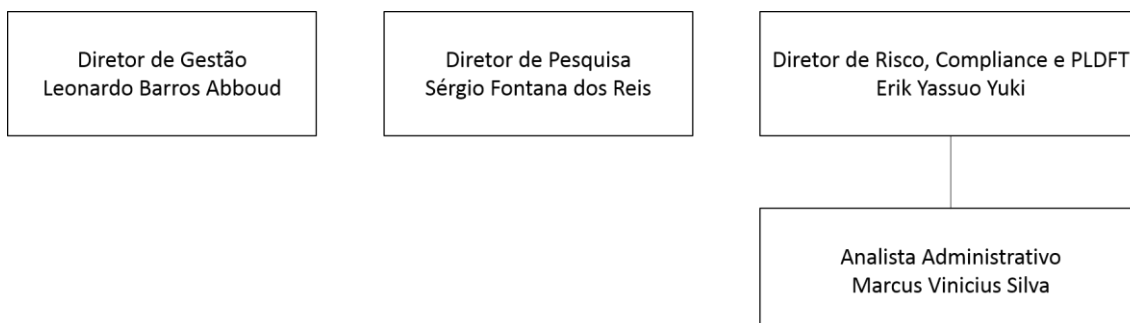 Diretor de Gestão
Leonardo Barros Abboud
Diretor de Pesquisa
Sérgio Fontana dos Reis
Diretor de Risco, Compliance e PLDFT
Erik Yassuo Yuki
Analista Administrativo
Marcus Vinicius Silva